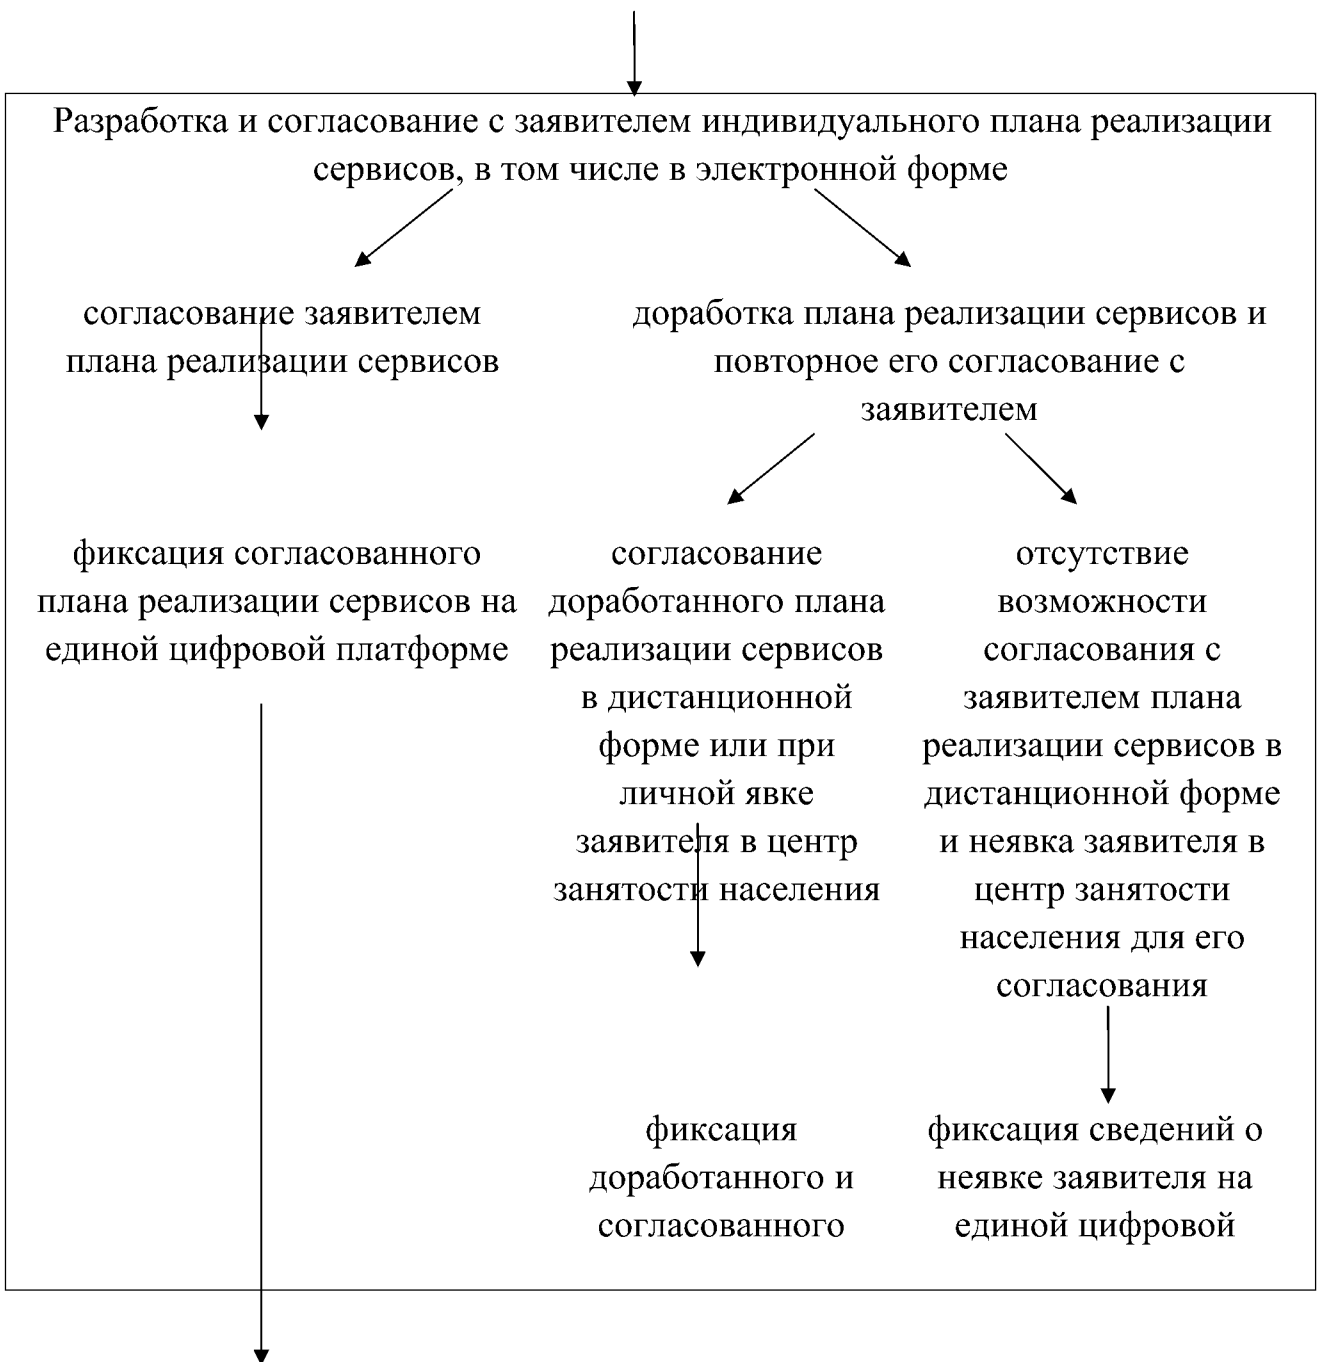 Разработка и согласование с заявителем индивидуального плана реализации
сервисов, в том числе в электронной форме
согласование заявителем
плана реализации сервисов
доработка плана реализации сервисов и
повторное его согласование с
заявителем
фиксация согласованного
плана реализации сервисов на
единой цифровой платформе
согласование
доработанного плана
реализации сервисов
в дистанционной
форме или при
личной явке
заявителя в центр
занятости населения
отсутствие
возможности
согласования с
заявителем плана
реализации сервисов в
дистанционной форме
и неявка заявителя в
центр занятости
населения для его
согласования
фиксация
доработанного и
согласованного
фиксация сведений о
неявке заявителя на
единой цифровой